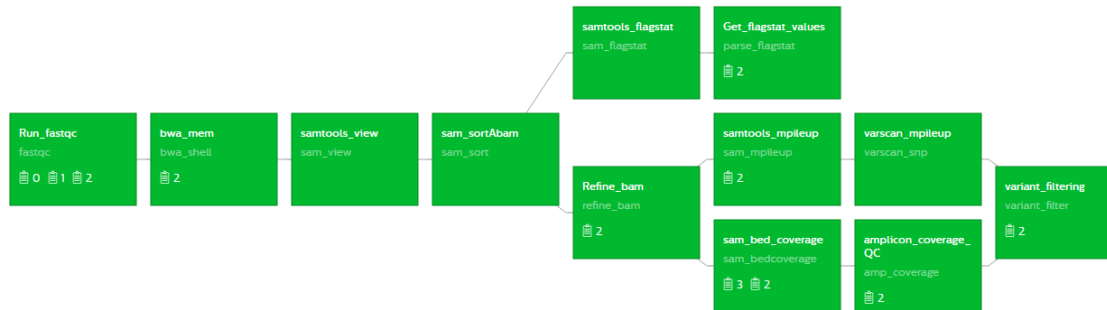 samtools_flagstat
sam_flagstat
Get_flagstat_values
parse_flagstat
2
Run_fastqc
fastqc
0 1 2
bwa_mem
bwa_shell
2
samtools_view
sam_view
sam_sortAbam
sam_sort
samtools_mpileup
sam_mpileup
2
varscan_mpileup
varscan_snp
Refine_bam
refine_bam
2
variant_filtering
variant_filter
2
sam_bed_coverage
sam_bedcoverage
3 2
amplicon_coverage_
QC
amp_coverage
2